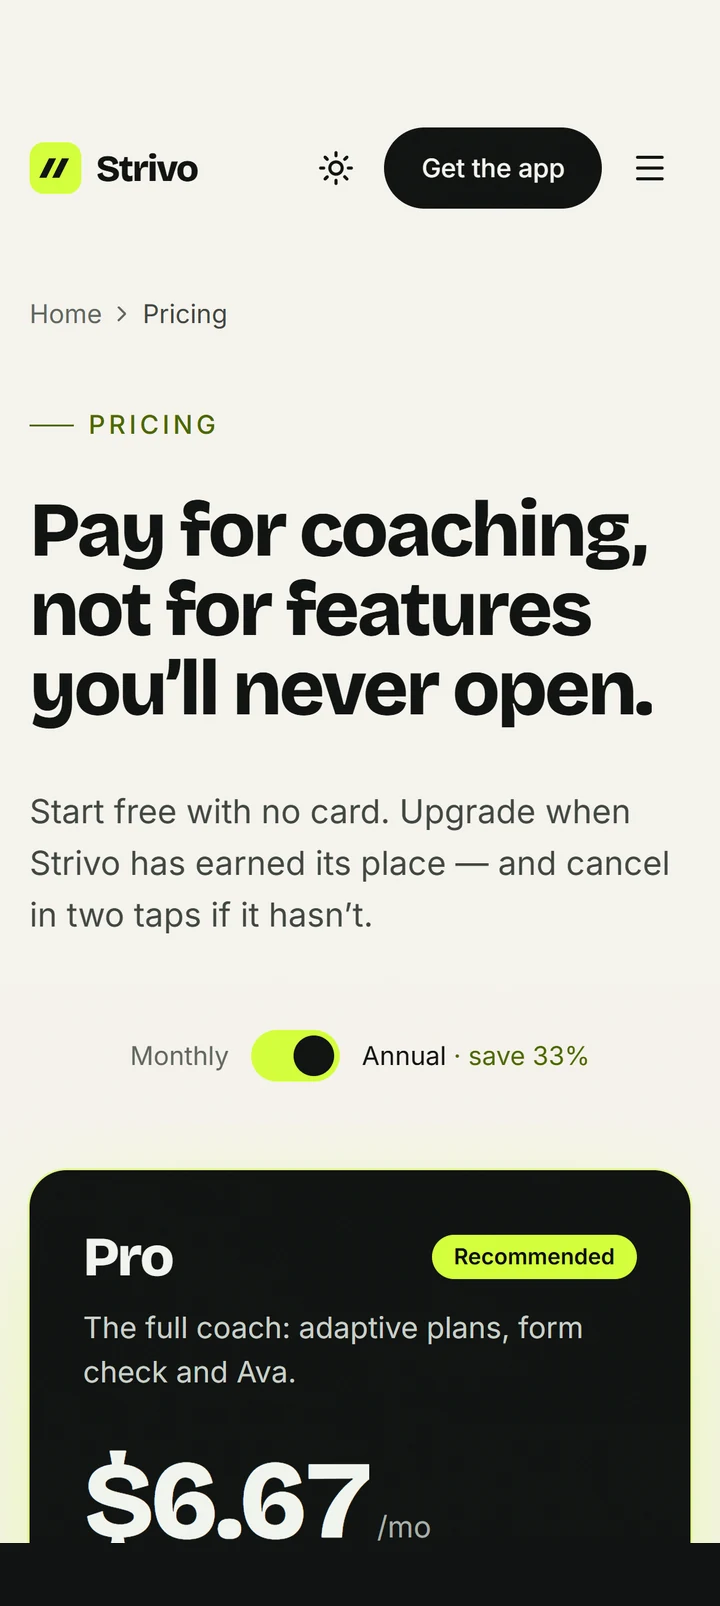 Strivo
Get the app
Home > Pricing
PRICING
Pay for coaching,
not for features
you’ll never open.
Start free with no card. Upgrade when
Strivo has earned its place — and cancel
in two taps if it hasn’t.
Monthly
Annual · save 33%
Pro
Recommended
The full coach: adaptive plans, form
check and Ava.
$6.67 /mo